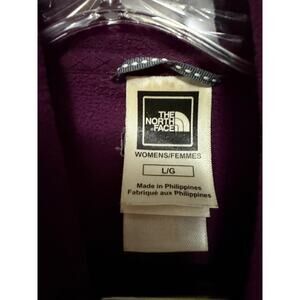 THE
NORTH
FACE
WOMENS/FEMMES
L/G
Made in Philippines
Fabriqué aux Philippines